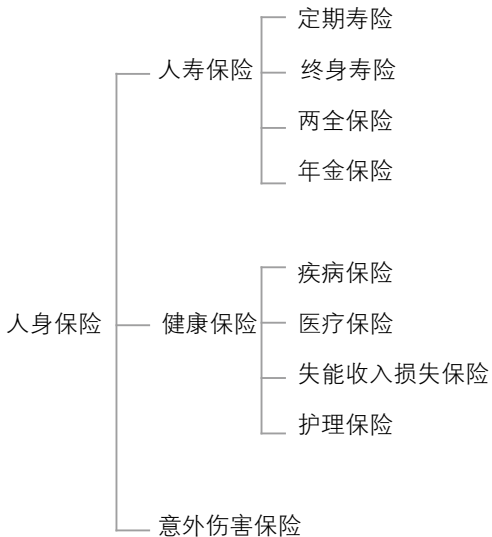 人身保险
人寿保险
定期寿险
终身寿险
两全保险
年金保险
健康保险
疾病保险
医疗保险
失能收入损失保险
护理保险
意外伤害保险